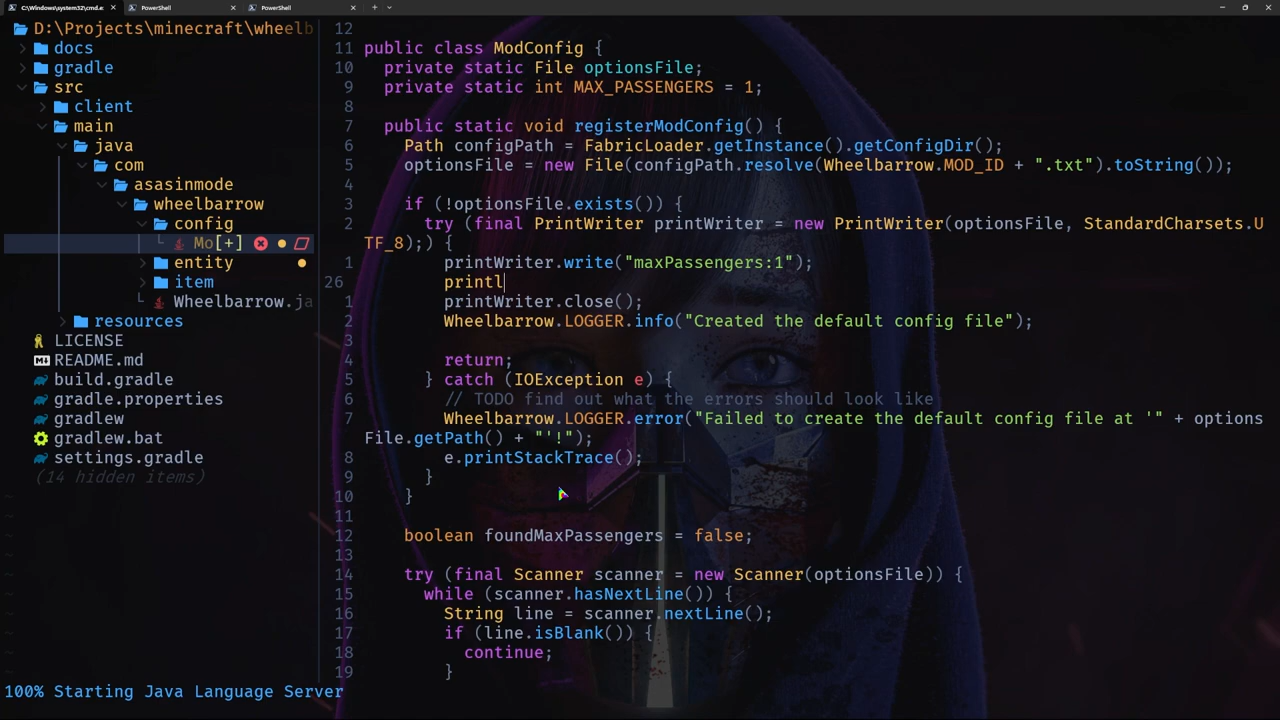 C:\Windows\system32\cmd.e
PowerShell
PowerShell
D:\Projects\minecraft\wheelb
docs
gradle
src
client
main
java
com
asasinmode
wheelbarrow
config
Mo[+]
entity
item
Wheelbarrow.ja
resources
LICENSE
README.md
build.gradle
gradle.properties
gradlew
gradlew.bat
settings.gradle
(14 hidden items)
12
11 public class ModConfig {
10 private static File optionsFile;
9 private static int MAX_PASSENGERS = 1;
8
7 public static void registerModConfig() {
6 Path configPath = FabricLoader.getInstance().getConfigDir();
5 optionsFile = new File(configPath.resolve(Wheelbarrow.MOD_ID + ".txt").toString());
4
3 if (!optionsFile.exists()) {
2 try (final PrintWriter printWriter = new PrintWriter(optionsFile, StandardCharsets.U
TF_8);) {
1 printWriter.write("maxPassengers:1");
26 printl
1 printWriter.close();
2 Wheelbarrow.LOGGER.info("Created the default config file");
3
4 return;
5 } catch (IOException e) {
6 // TODO find out what the errors should look like
7 Wheelbarrow.LOGGER.error("Failed to create the default config file at '" + options
File.getPath() + "'!");
8 e.printStackTrace();
9 }
10 }
11
12 boolean foundMaxPassengers = false;
13
14 try (final Scanner scanner = new Scanner(optionsFile)) {
15 while (scanner.hasNextLine()) {
16 String line = scanner.nextLine();
17 if (line.isBlank()) {
18 continue;
19 }
100% Starting Java Language Server